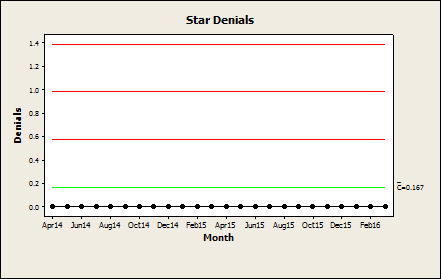 Star Denials
1.4
1.2
1.0
0.8
0.6
0.4
0.2
0.0
Denials
C̅=0.167
Apr14 Jun14 Aug14 Oct14 Dec14 Feb15 Apr15 Jun15 Aug15 Oct15 Dec15 Feb16
Month